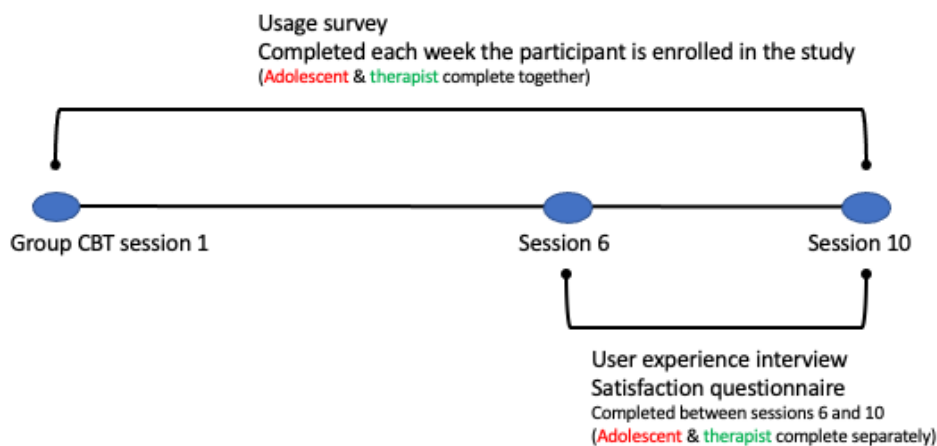 Usage survey
Completed each week the participant is enrolled in the study
(Adolescent & therapist complete together)
Group CBT session 1
Session 6
Session 10
User experience interview
Satisfaction questionnaire
Completed between sessions 6 and 10
(Adolescent & therapist complete separately)